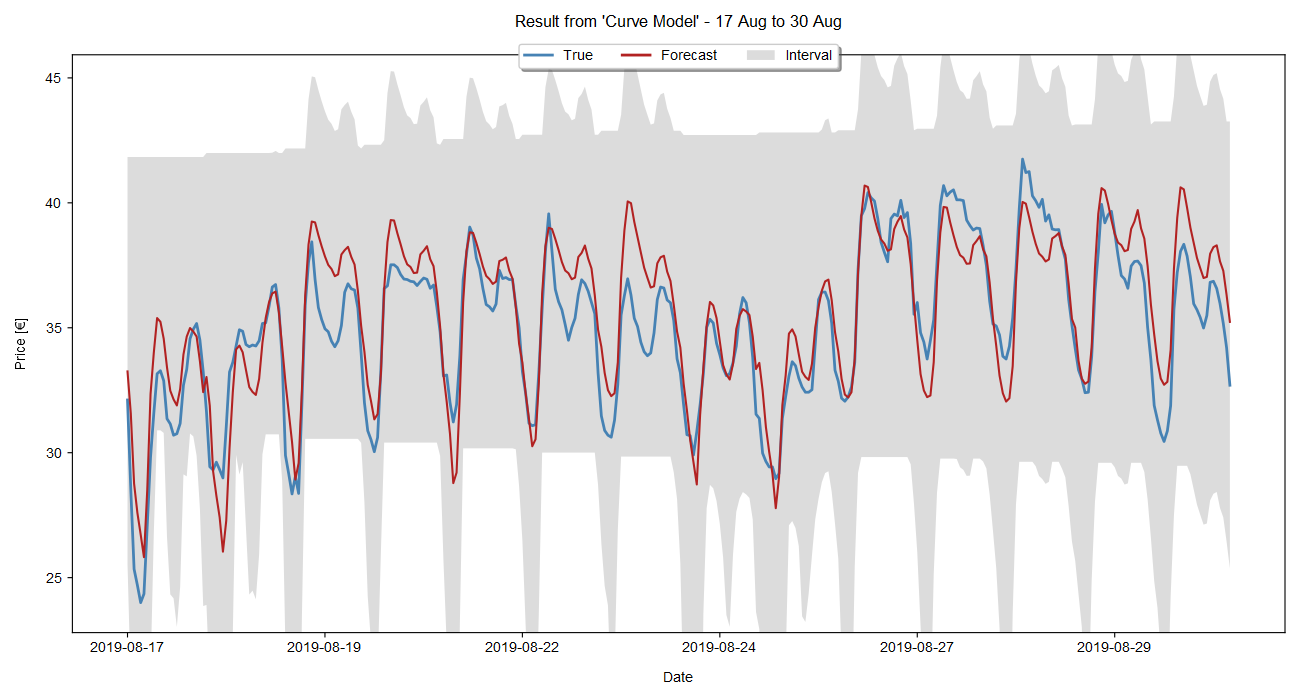 Result from 'Curve Model' - 17 Aug to 30 Aug
True Forecast Interval
45
40
35
30
25
Price [€]
2019-08-17 2019-08-19 2019-08-22 2019-08-24 2019-08-27 2019-08-29
Date